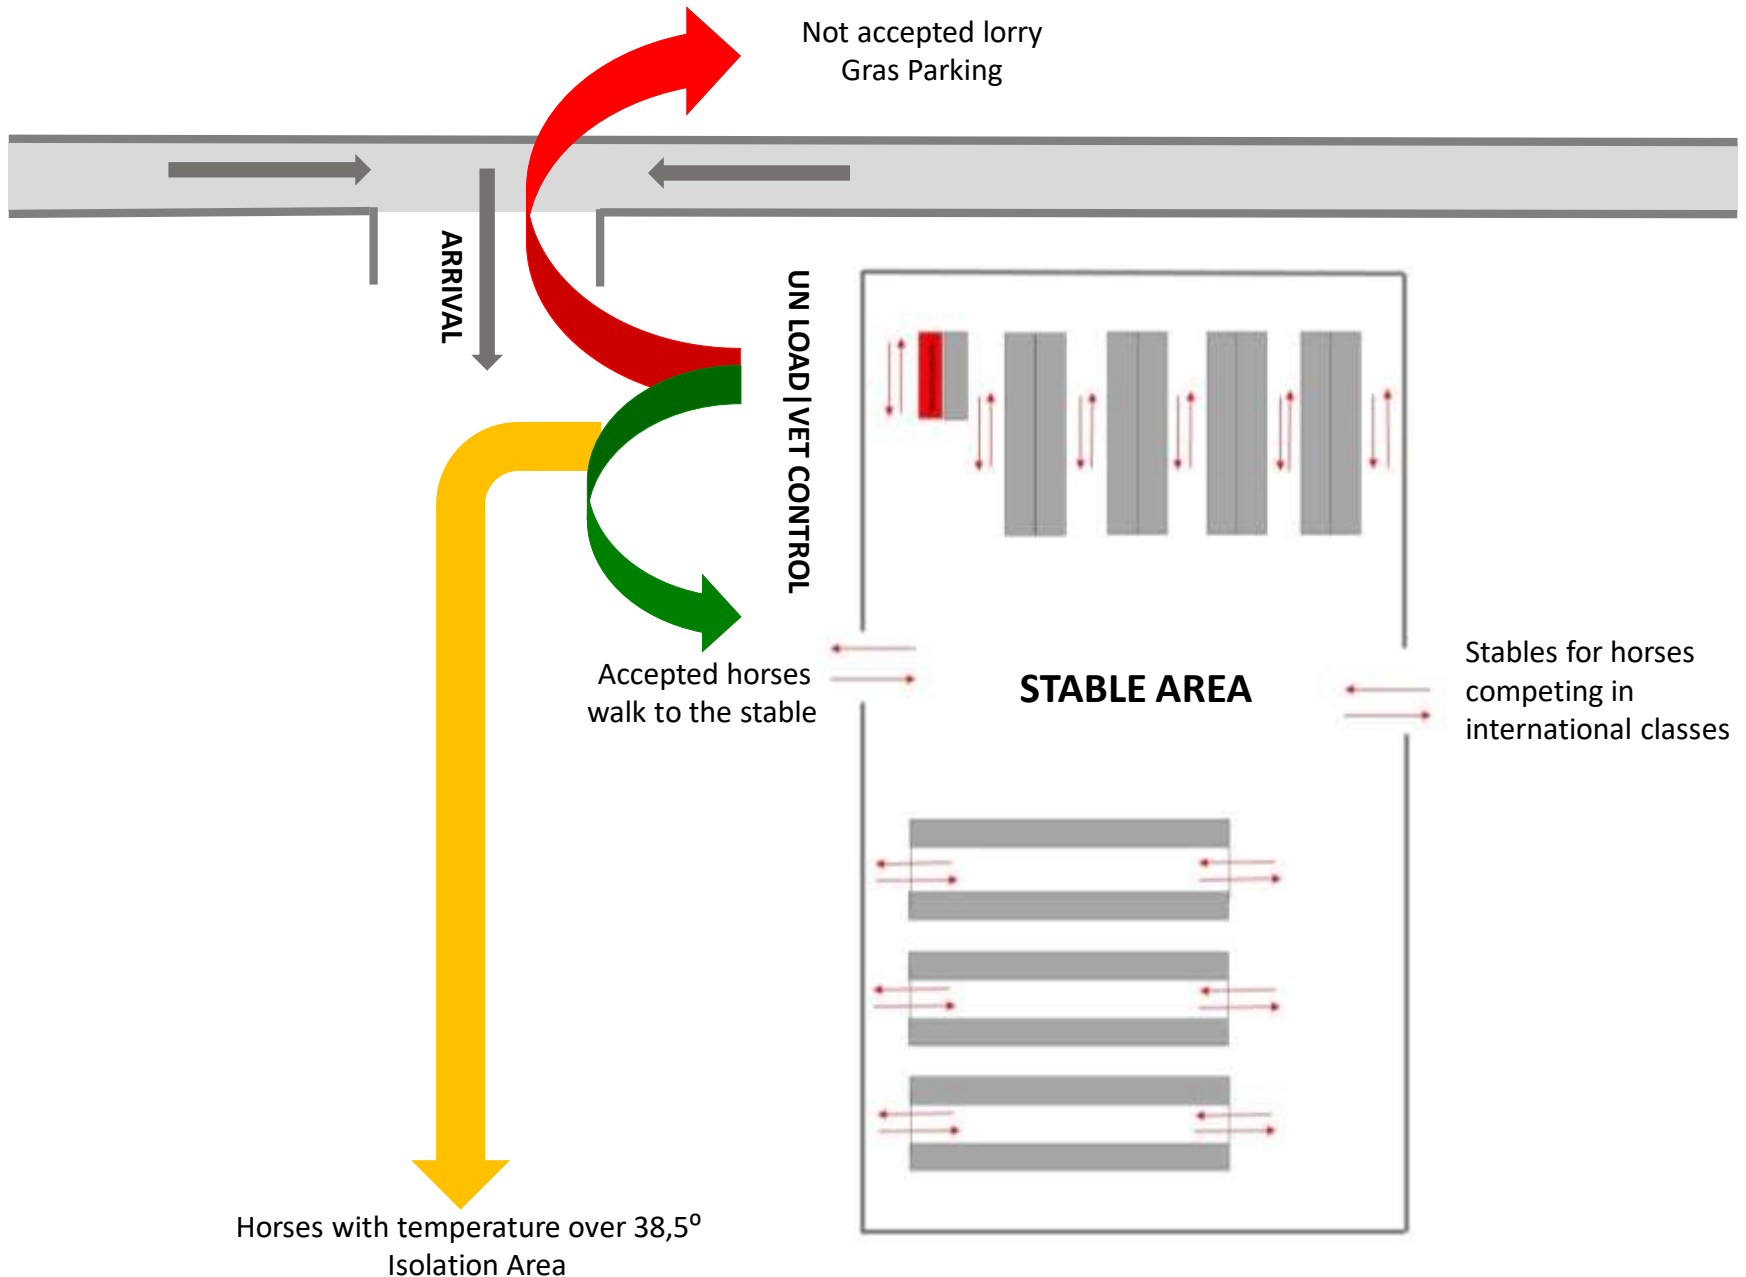 Not accepted lorry
Gras Parking
ARRIVAL
UN LOAD|VET CONTROL
Accepted horses
walk to the stable
STABLE AREA
Stables for horses
competing in
international classes
Horses with temperature over 38,5⁰
Isolation Area